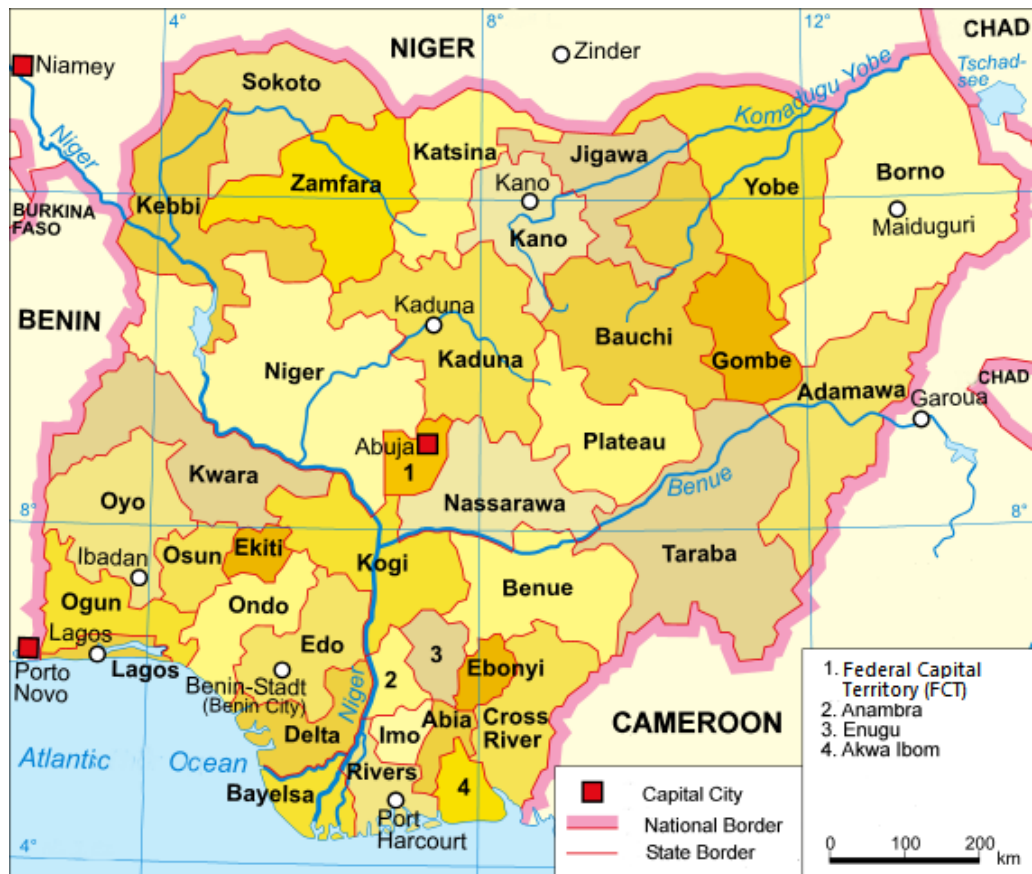 4°
8°
12°
NIGER
Zinder
CHAD
Niamey
Sokoto
Tschad-
see
Komadugu Yobe
Niger
Katsina
Jigawa
Zamfara
Kano
Yobe
Borno
BURKINA
FASO
Kebbi
Maiduguri
Kano
BENIN
Kaduna
Bauchi
Niger
Kaduna
Gombe
Adamawa
CHAD
Garoua
Abuja
1
Plateau
Kwara
Benue
Nassarawa
Oyo
8°
8°
Ibadan
Osun
Ekiti
Kogi
Taraba
Benue
Ogun
Ondo
Lagos
Edo
3
Ebonyi
Lagos
Porto
Novo
Benin-Stadt
(Benin City)
Niger
2
Abia
Cross
River
CAMEROON
Delta
Imo
Atlantic Ocean
Rivers
Bayelsa
4
Port
Harcourt
4°
4°
8°
1. Federal Capital
Territory (FCT)
2. Anambra
3. Enugu
4. Akwa Ibom
Capital City
National Border
State Border
0 100 200
km